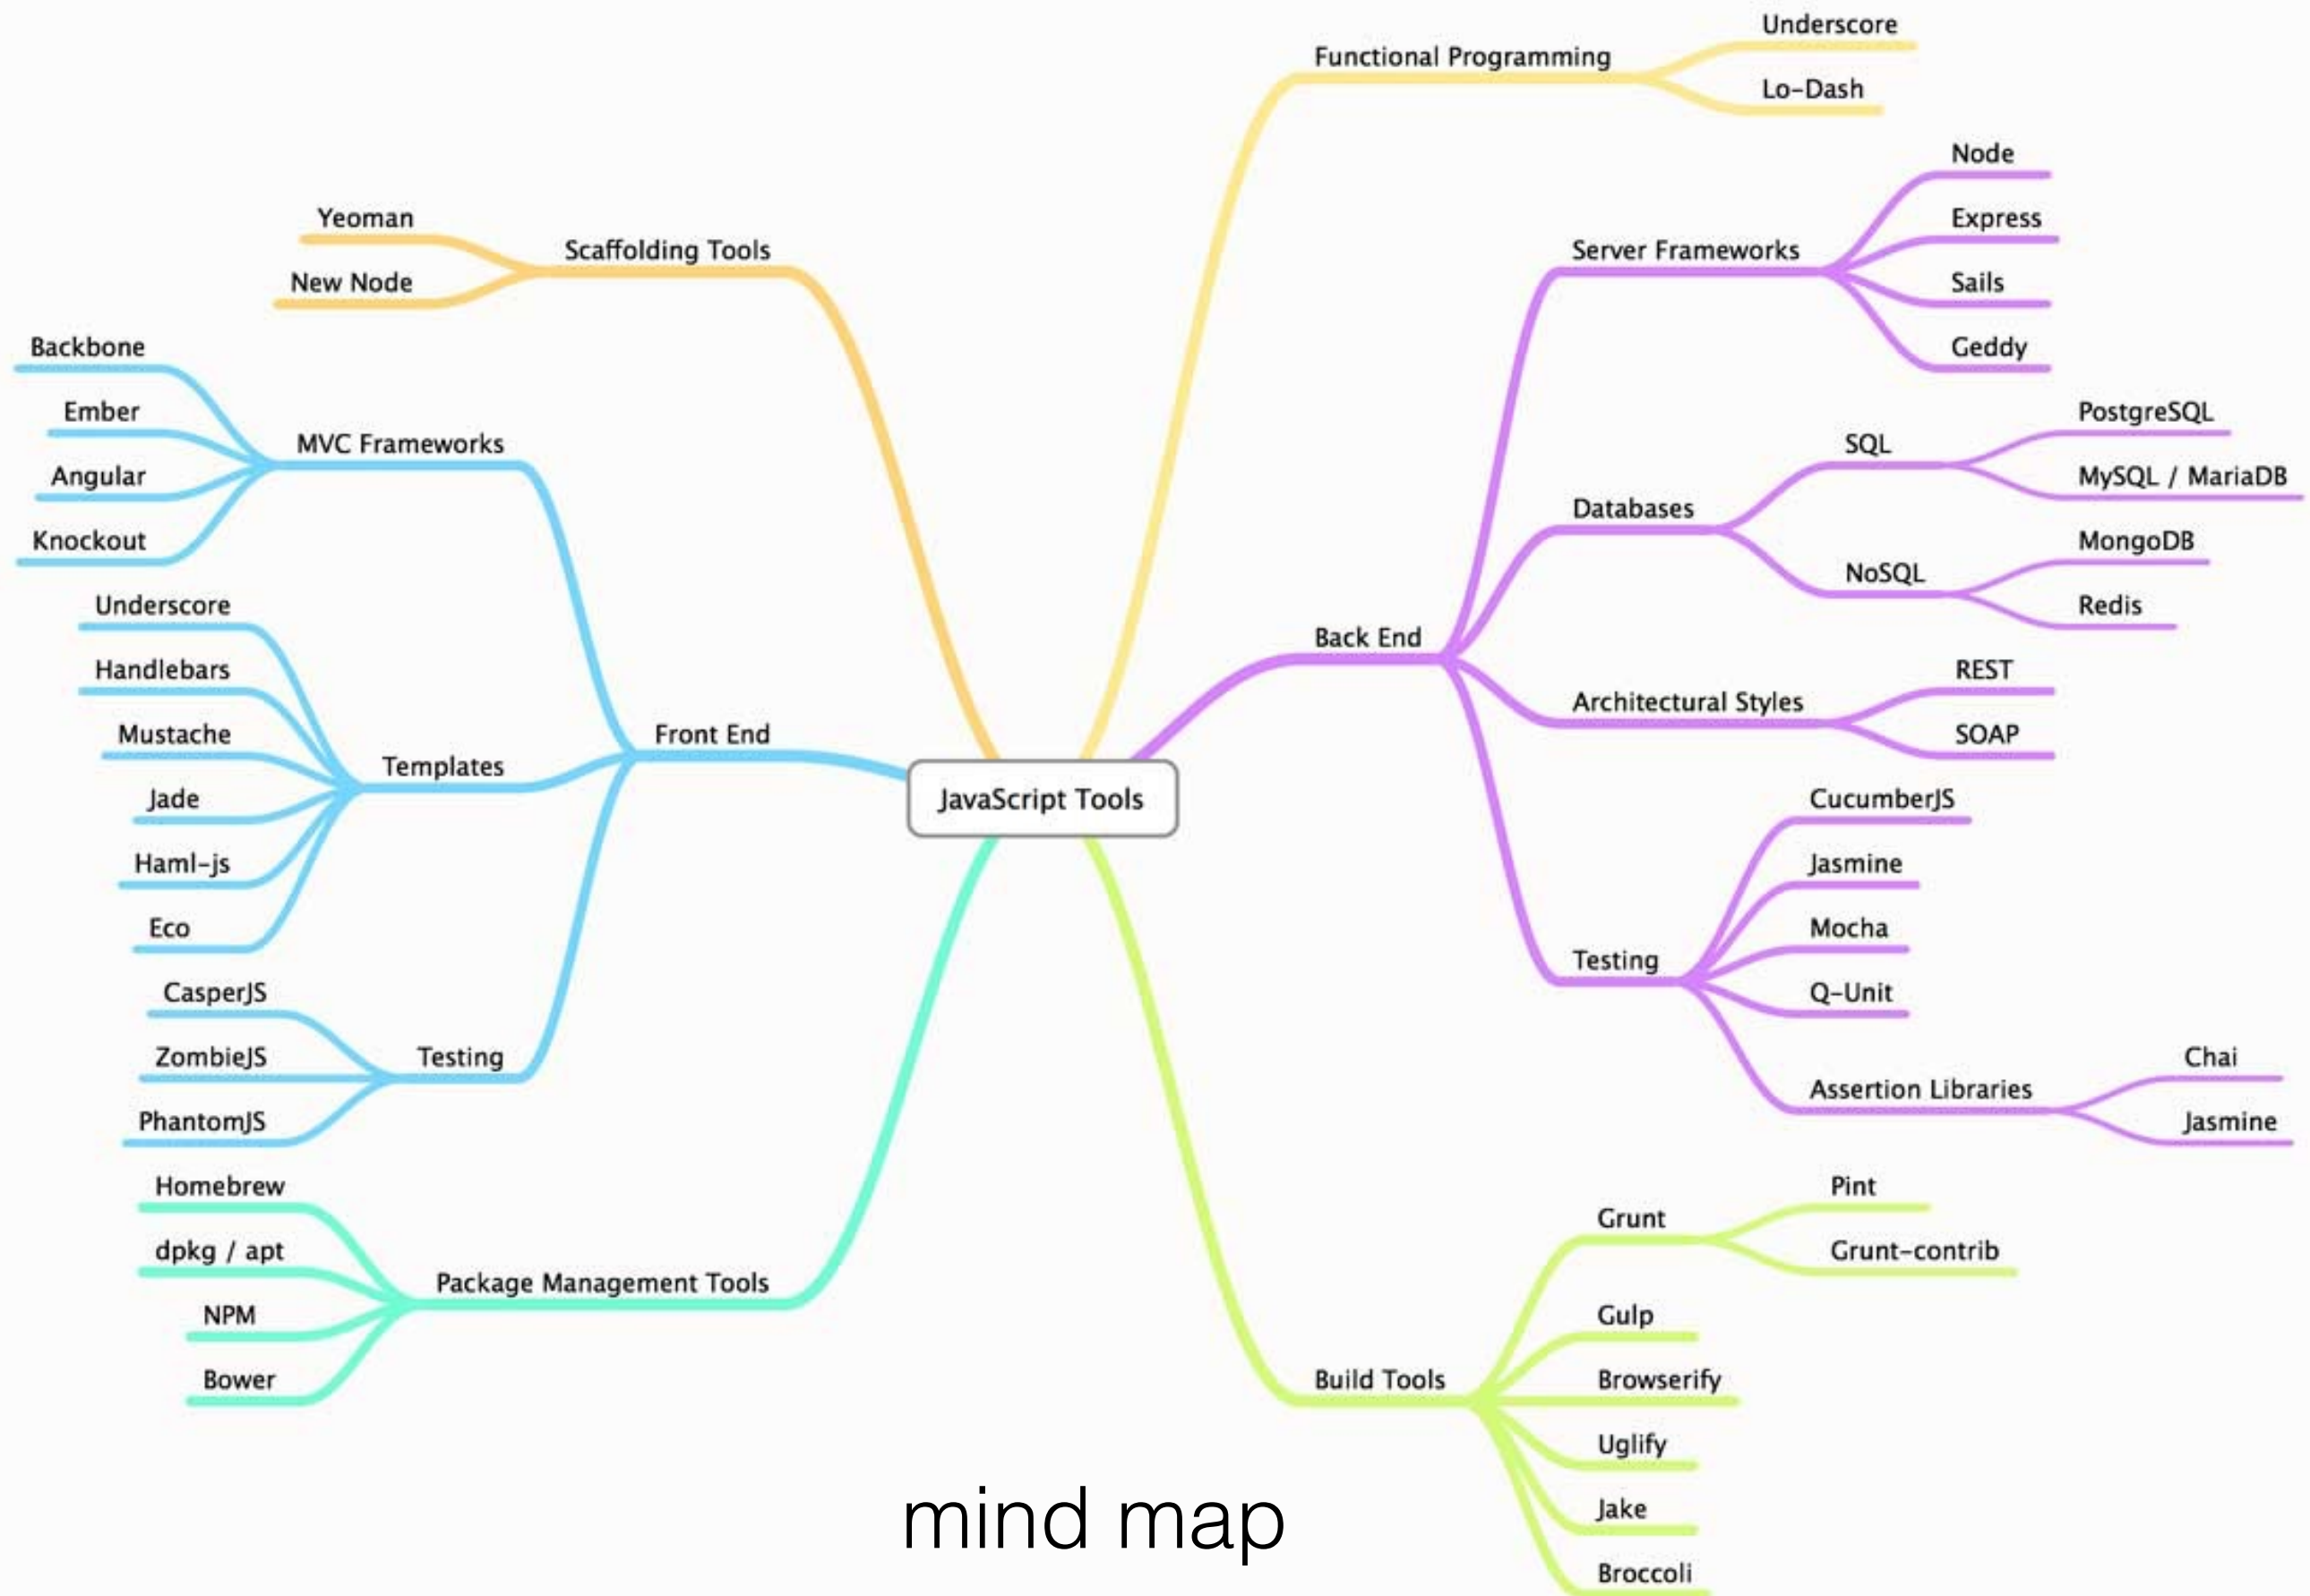 Underscore
Functional Programming
Lo-Dash
Node
Express
Server Frameworks
Sails
Geddy
PostgreSQL
SQL
MySQL / MariaDB
Databases
MongoDB
NoSQL
Redis
Back End
REST
Architectural Styles
SOAP
CucumberJS
Jasmine
Mocha
Testing
Q-Unit
Chai
Assertion Libraries
Jasmine
Pint
Grunt
Grunt-contrib
Gulp
Build Tools
Browserify
Uglify
Jake
Broccoli
Yeoman
Scaffolding Tools
New Node
Backbone
Ember
MVC Frameworks
Angular
Knockout
Underscore
Handlebars
Mustache
Front End
Templates
Jade
Haml-js
Eco
CasperJS
ZombieJS
Testing
PhantomJS
Homebrew
dpkg / apt
Package Management Tools
NPM
Bower
JavaScript Tools
mind map